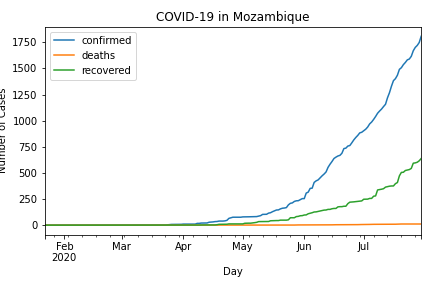 COVID-19 in Mozambique
confirmed
deaths
recovered
1750
1500
1250
1000
750
500
250
0
Number of Cases
Feb
2020
Mar
Apr
May
Jun
Jul
Day